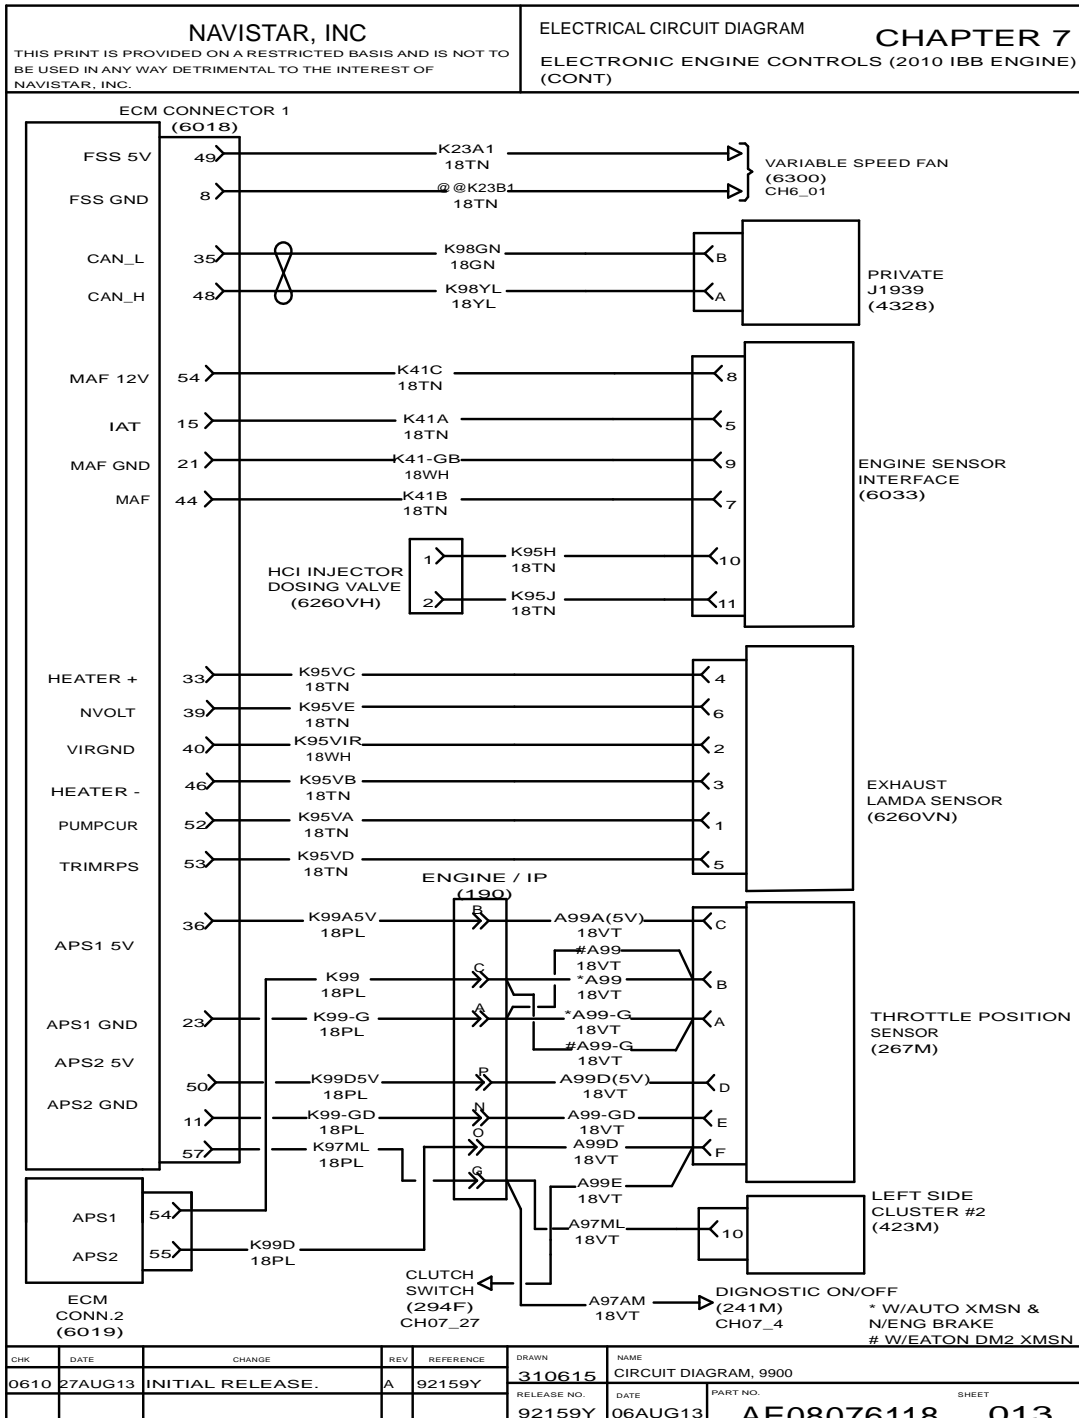 NAVISTAR, INC
THIS PRINT IS PROVIDED ON A RESTRICTED BASIS AND IS NOT TO
BE USED IN ANY WAY DETRIMENTAL TO THE INTEREST OF
NAVISTAR, INC.
ELECTRICAL CIRCUIT DIAGRAM
CHAPTER 7
ELECTRONIC ENGINE CONTROLS (2010 IBB ENGINE)
(CONT)
ECM CONNECTOR 1
(6018)
FSS 5V 49 K23A1
18TN
FSS GND 8 @@K23B1
18TN
VARIABLE SPEED FAN
(6300)
CH6_01
CAN_L 35 K98GN B
18GN
CAN_H 48 K98YL A
18YL
PRIVATE
J1939
(4328)
MAF 12V 54 K41C 8
18TN
IAT 15 K41A 5
18TN
MAF GND 21 K41-GB 9
18WH
MAF 44 K41B 7
18TN
ENGINE SENSOR
INTERFACE
(6033)
HCI INJECTOR
DOSING VALVE
(6260VH)
1 K95H 10
18TN
2 K95J 11
18TN
HEATER + 33 K95VC 4
18TN
NVOLT 39 K95VE 6
18TN
VIRGND 40 K95VIR 2
18WH
HEATER - 46 K95VB 3
18TN
PUMPCUR 52 K95VA 1
18TN
TRIMRPS 53 K95VD 5
18TN
EXHAUST
LAMDA SENSOR
(6260VN)
ENGINE / IP
(190)
36 K99A5V B A99A(5V) C
18PL 18VT
APS1 5V
#A99
18VT
K99 C *A99 B
18PL 18VT
APS1 GND 23 K99-G A *A99-G A
18PL 18VT
#A99-G
18VT
THROTTLE POSITION
SENSOR
(267M)
APS2 5V
50 K99D5V P A99D(5V) D
18PL 18VT
APS2 GND
11 K99-GD N A99-GD E
18PL 18VT
57 K97ML O A99D F
18PL 18VT
G A99E
18VT
APS1 54
APS2 55 K99D
18PL
ECM
CONN.2
(6019)
A97ML 10
18VT
LEFT SIDE
CLUSTER #2
(423M)
CLUTCH
SWITCH
(294F)
CH07_27
A97AM
18VT
DIGNOSTIC ON/OFF
(241M)
CH07_4
* W/AUTO XMSN &
N/ENG BRAKE
# W/EATON DM2 XMSN
CHK DATE CHANGE REV REFERENCE DRAWN NAME
0610 27AUG13 INITIAL RELEASE. A 92159Y 310615 CIRCUIT DIAGRAM, 9900
RELEASE NO. DATE PART NO. SHEET
92159Y 06AUG13 AE08076118 013